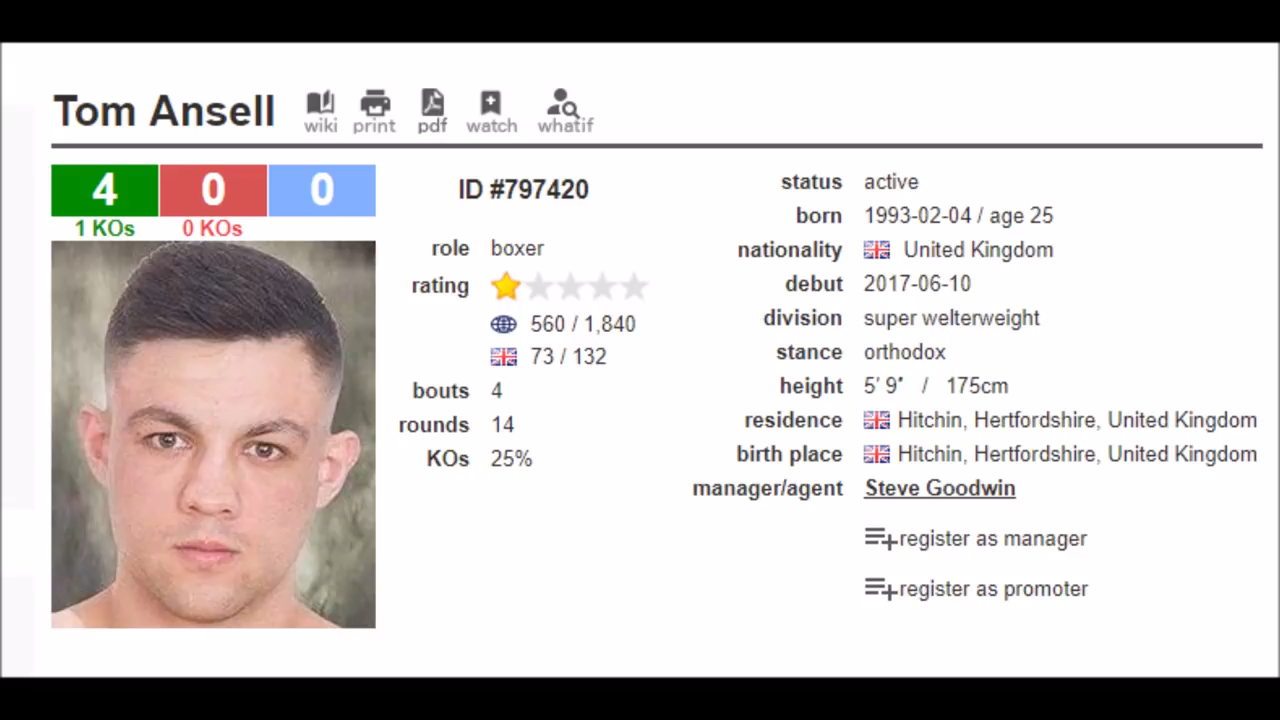 Tom Ansell
wiki print pdf watch whatif
4 0 0
1 KOs 0 KOs
ID #797420
role boxer
rating
560 / 1,840
73 / 132
bouts 4
rounds 14
KOs 25%
status active
born 1993-02-04 / age 25
nationality United Kingdom
debut 2017-06-10
division super welterweight
stance orthodox
height 5′ 9″ / 175cm
residence Hitchin, Hertfordshire, United Kingdom
birth place Hitchin, Hertfordshire, United Kingdom
manager/agent Steve Goodwin
register as manager
register as promoter